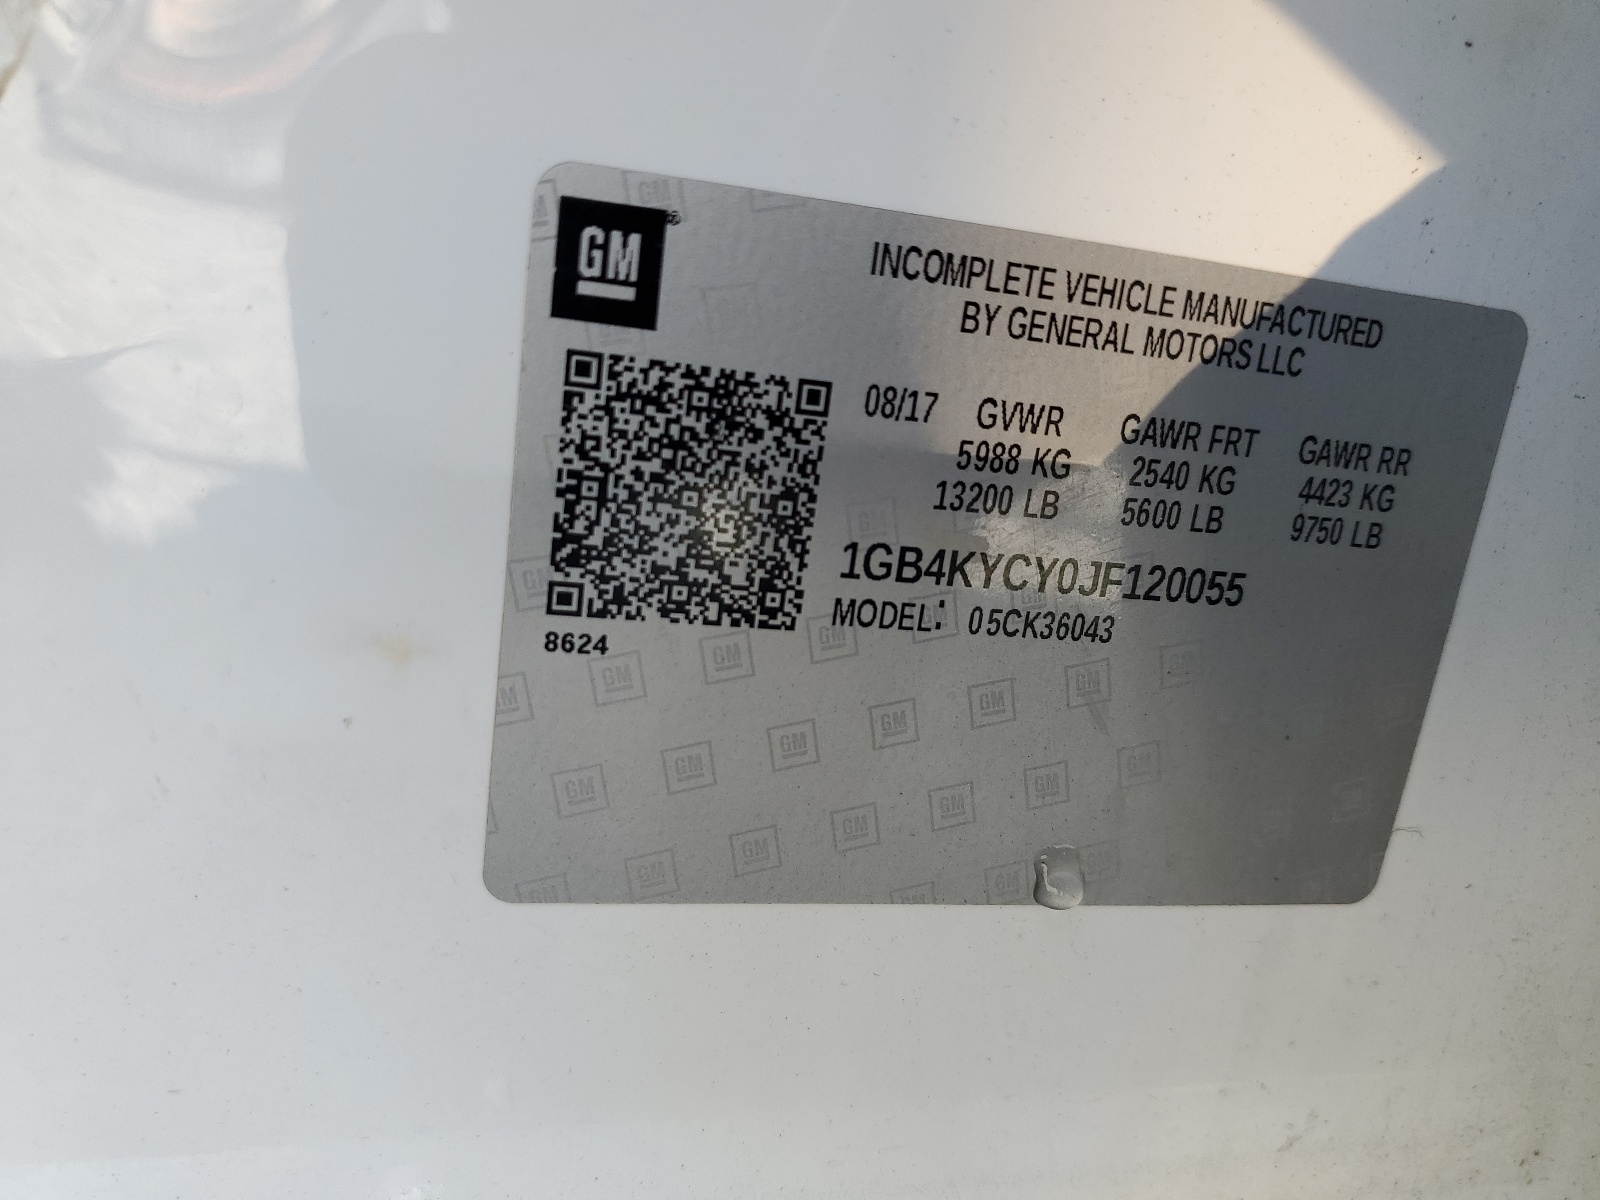 GM
INCOMPLETE VEHICLE MANUFACTURED
BY GENERAL MOTORS LLC
08/17 GVWR GAWR FRT GAWR RR
5988 KG 2540 KG 4423 KG
13200 LB 5600 LB 9750 LB
1GB4KYCY0JF120055
MODEL: 05CK36043
8624